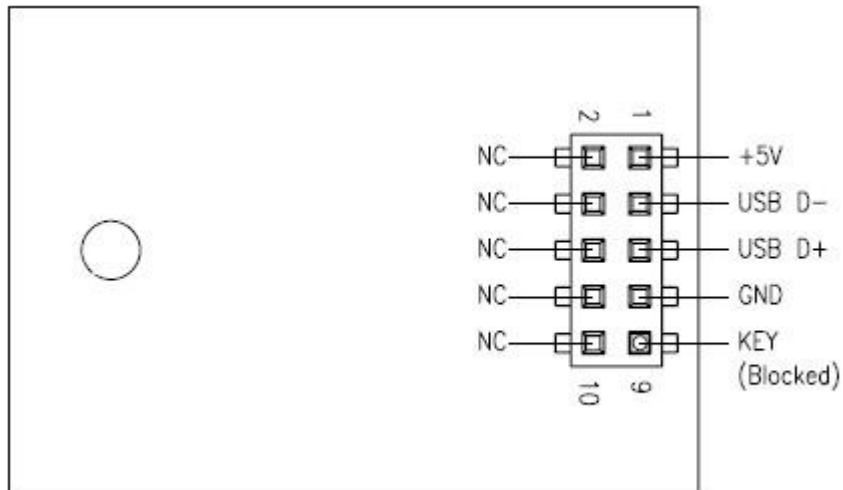 2 1
NC +5V
NC USB D-
NC USB D+
NC GND
NC KEY
(Blocked)
10 9